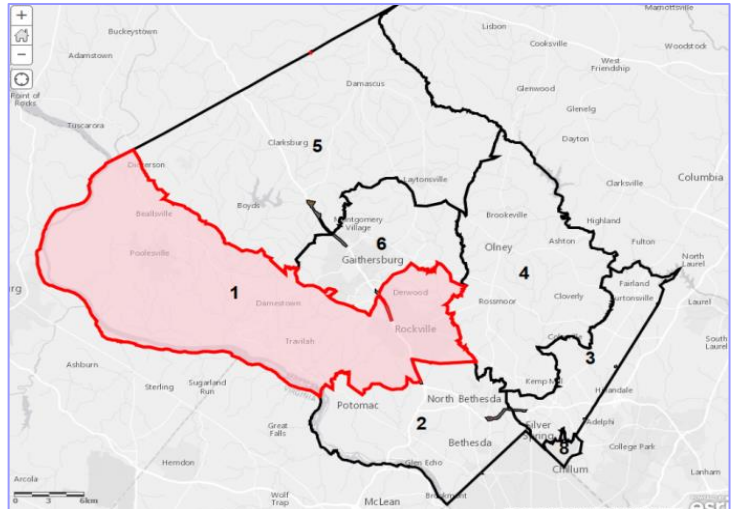 +
−
Marriottsville
Buckeystown
Lisbon
Cooksville
Woodstock
Adamstown
West
Friendship
Damascus
Glenwood
Point of
Rocks
Glenelg
Tuscarora
Dayton
Clarksburg
5
Dickerson
Laytonsville
Clarksville
Columbia
Beallsville
Boyds
Montgomery
Village
Brookeville
Highland
6
Poolesville
Olney
Ashton
Fulton
Gaithersburg
North
Laurel
4
1
Derwood
Fairland
Darnestown
Rossmoor
Cloverly
Burtonsville
Laurel
Rockville
Travilah
Colesville
South
Laurel
3
Ashburn
Kemp Mill
Sterling
Sugarland
Run
Hillandale
Potomac
North Bethesda
2
Great
Falls
Silver
Spring
Adelphi
Bethesda
College Park
8
Herndon
Glen Echo
Chillum
Lanham
Arcola
Wolf
Trap
McLean
Brookmont
0 3 6km
esri